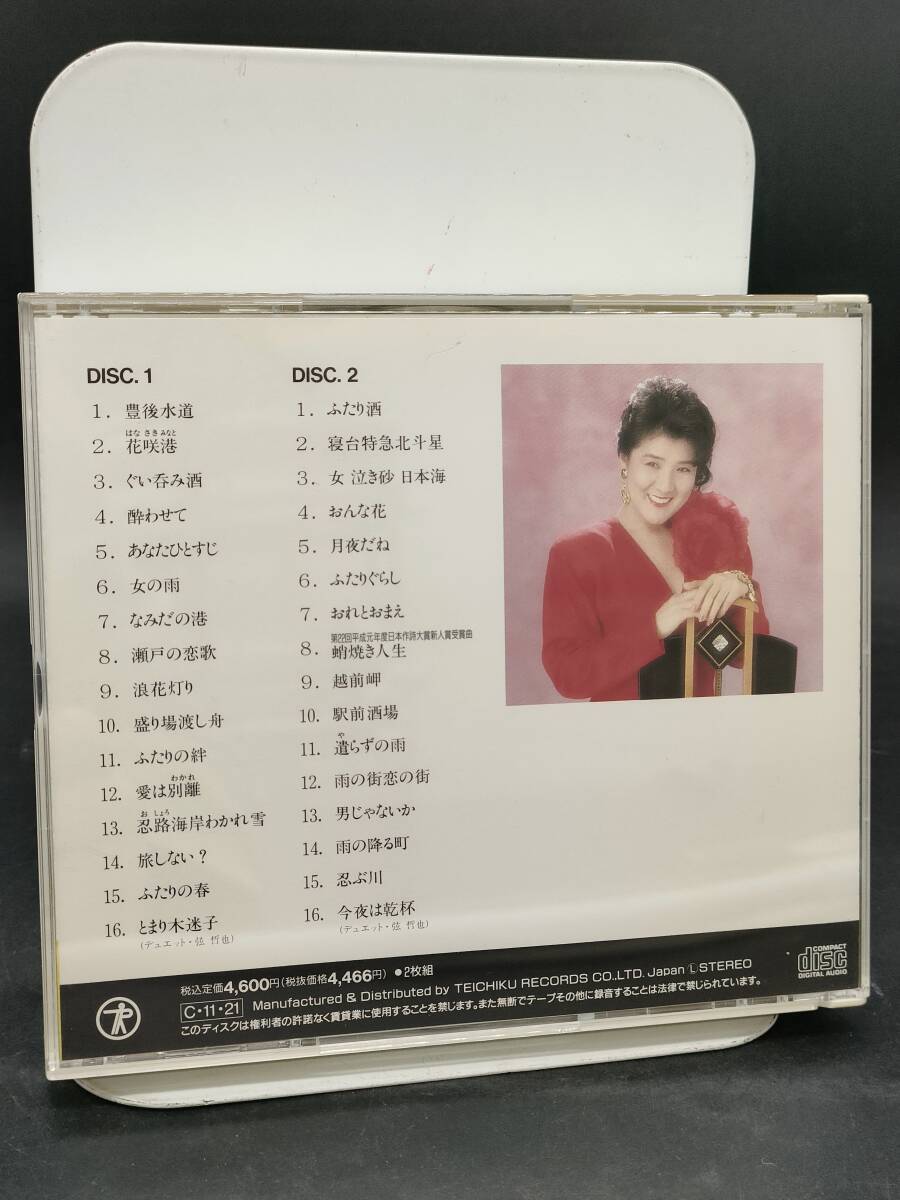 DISC. 1
1. 豊後水道
はな さき みなと
2. 花咲港
3. ぐい呑み酒
4. 酔わせて
5. あなたひとすじ
6. 女の雨
7. なみだの港
8. 瀬戸の恋歌
9. 浪花灯り
10. 盛り場渡し舟
11. ふたりの絆
わかれ
12. 愛は別離
お しょろ
13. 忍路海岸わかれ雪
14. 旅しない?
15. ふたりの春
16. とまり木迷子
(デュエット・弦 哲也)
DISC. 2
1. ふたり酒
2. 寝台特急北斗星
3. 女 泣き砂 日本海
4. おんな花
5. 月夜だね
6. ふたりぐらし
7. おれとおまえ
第22回平成元年度日本作詩大賞新人賞受賞曲
8. 蛸焼き人生
9. 越前岬
10. 駅前酒場
や
11. 遣らずの雨
12. 雨の街恋の街
13. 男じゃないか
14. 雨の降る町
15. 忍ぶ川
16. 今夜は乾杯
(デュエット・弦 哲也)
税込定価4,600円(税抜価格4,466円) ●2枚組
C・11・21 Manufactured & Distributed by TEICHIKU RECORDS CO.,LTD. Japan Ⓛ STEREO
このディスクは権利者の許諾なく賃貸業に使用することを禁じます。また無断でテープその他に録音することは法律で禁じられています。
TR
COMPACT
disc
DIGITAL AUDIO